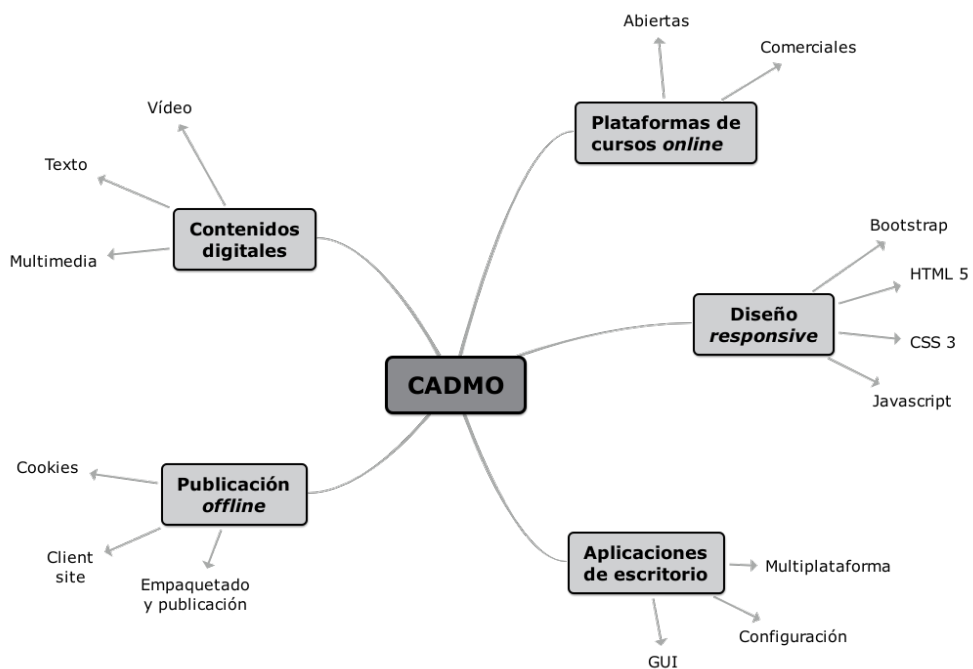 Abiertas
Comerciales
Plataformas de
cursos online
Vídeo
Texto
Multimedia
Contenidos
digitales
Bootstrap
HTML 5
CSS 3
Javascript
Diseño
responsive
CADMO
Cookies
Client
site
Empaquetado
y publicación
Publicación
offline
Aplicaciones
de escritorio
Multiplataforma
Configuración
GUI